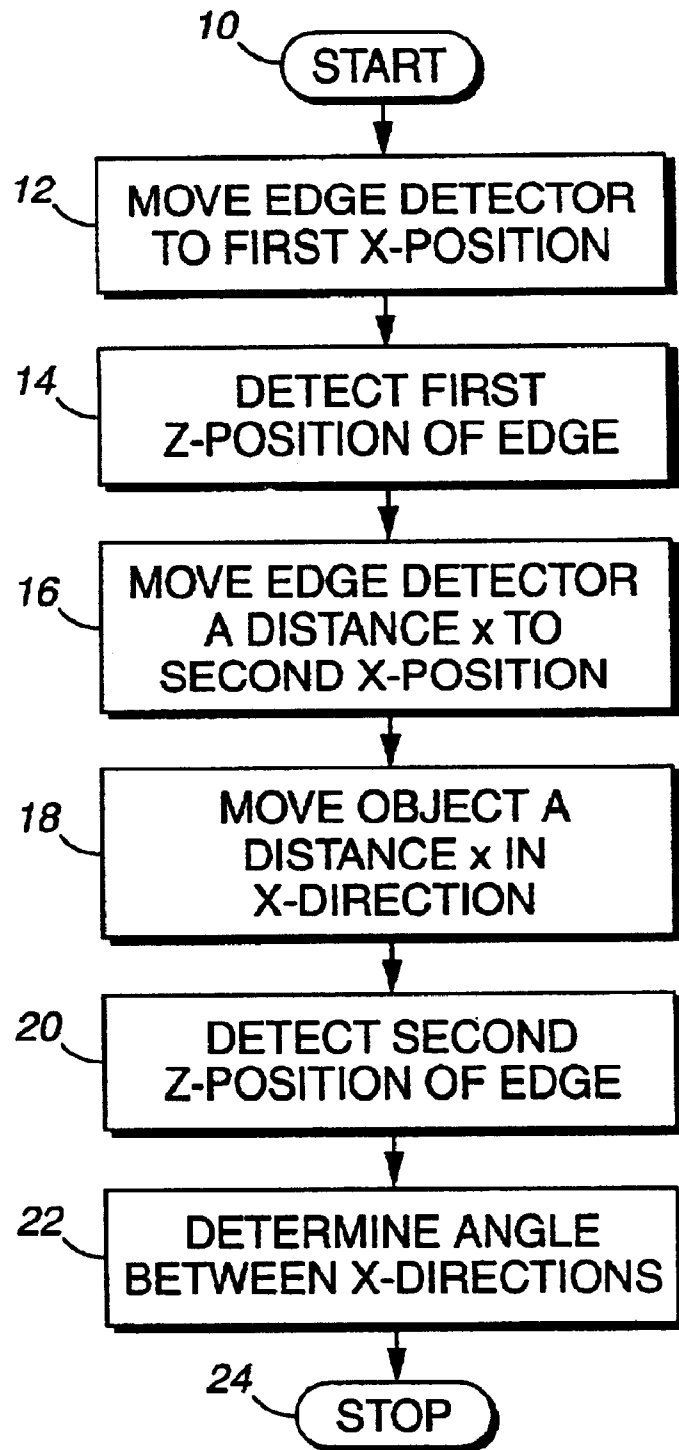 10
START
12
MOVE EDGE DETECTOR
TO FIRST X-POSITION
14
DETECT FIRST
Z-POSITION OF EDGE
16
MOVE EDGE DETECTOR
A DISTANCE x TO
SECOND X-POSITION
18
MOVE OBJECT A
DISTANCE x IN
X-DIRECTION
20
DETECT SECOND
Z-POSITION OF EDGE
22
DETERMINE ANGLE
BETWEEN X-DIRECTIONS
24
STOP